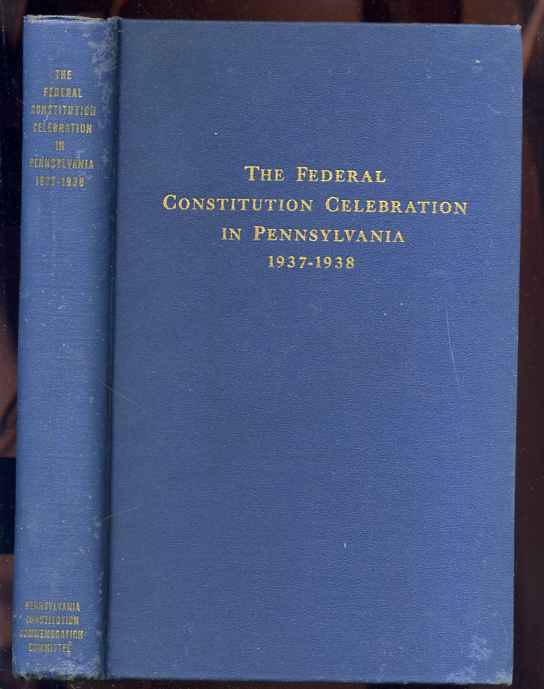 THE
FEDERAL
CONSTITUTION
CELEBRATION
IN
PENNSYLVANIA
1937-1938
PENNSYLVANIA
CONSTITUTION
COMMEMORATION
COMMITTEE
THE FEDERAL
CONSTITUTION CELEBRATION
IN PENNSYLVANIA
1937-1938